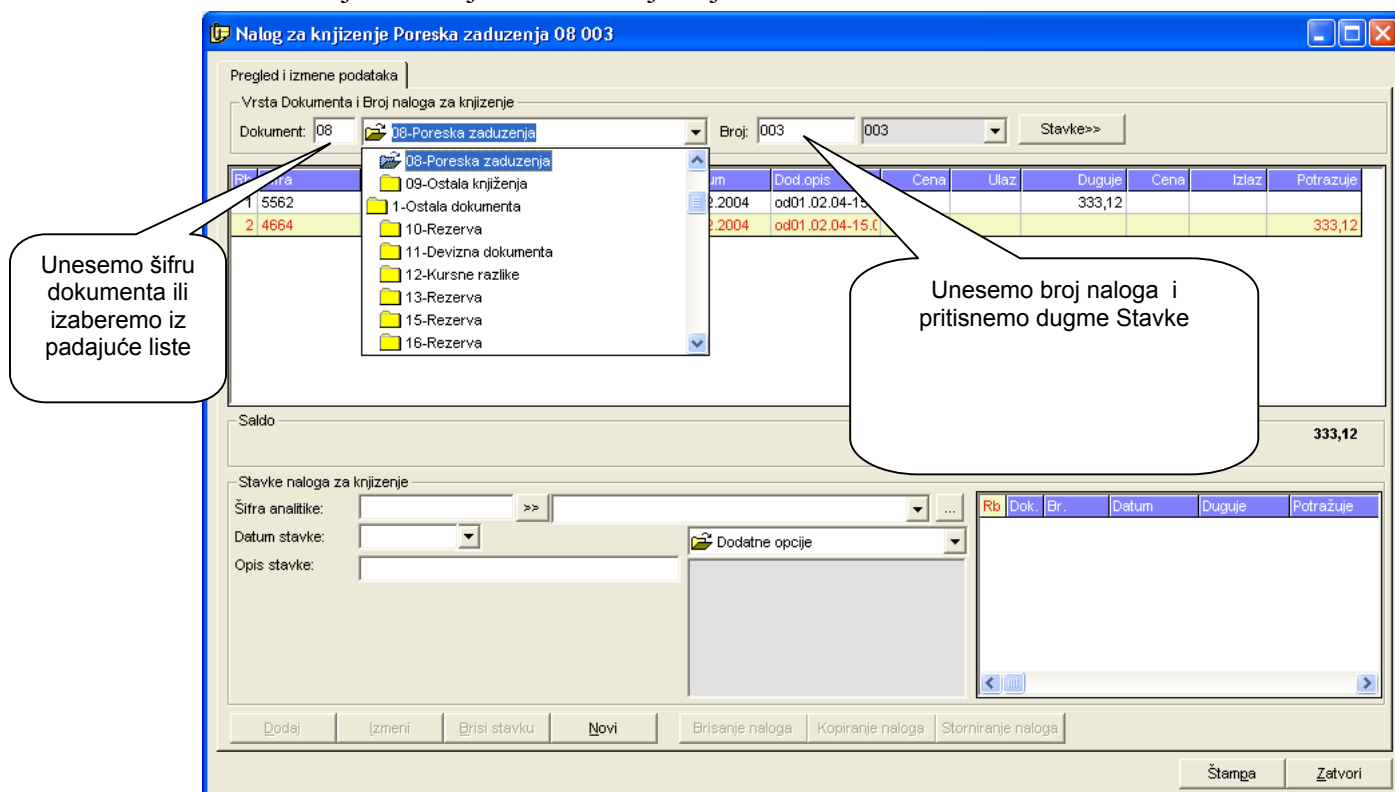 Nalog za knjizenje Poreska zaduzenja 08 003
Pregled i izmene podataka
Vrsta Dokumenta i Broj naloga za knjizenje
Dokument: 08 08-Poreska zaduzenja Broj: 003 003 Stavke>>
08-Poreska zaduzenja
09-Ostala knjiženja
1-Ostala dokumenta
10-Rezerva
11-Devizna dokumenta
12-Kursne razlike
13-Rezerva
15-Rezerva
16-Rezerva
Dod.opis Cena Ulaz Duguje Cena Izlaz Potrazuje
1 5562 .2004 od01.02.04-15 333,12
2 4664 .2004 od01.02.04-15.0 333,12
Unesemo šifru
dokumenta ili
izaberemo iz
padajuće liste
Unesemo broj naloga i
pritisnemo dugme Stavke
Saldo
333,12
Stavke naloga za knjizenje
Šifra analitike: >> ...
Datum stavke:
Opis stavke:
Dodatne opcije
Rb Dok. Br. Datum Duguje Potražuje
Dodaj Izmeni Brisi stavku Novi Brisanje naloga Kopiranje naloga Storniranje naloga
Štampa Zatvori